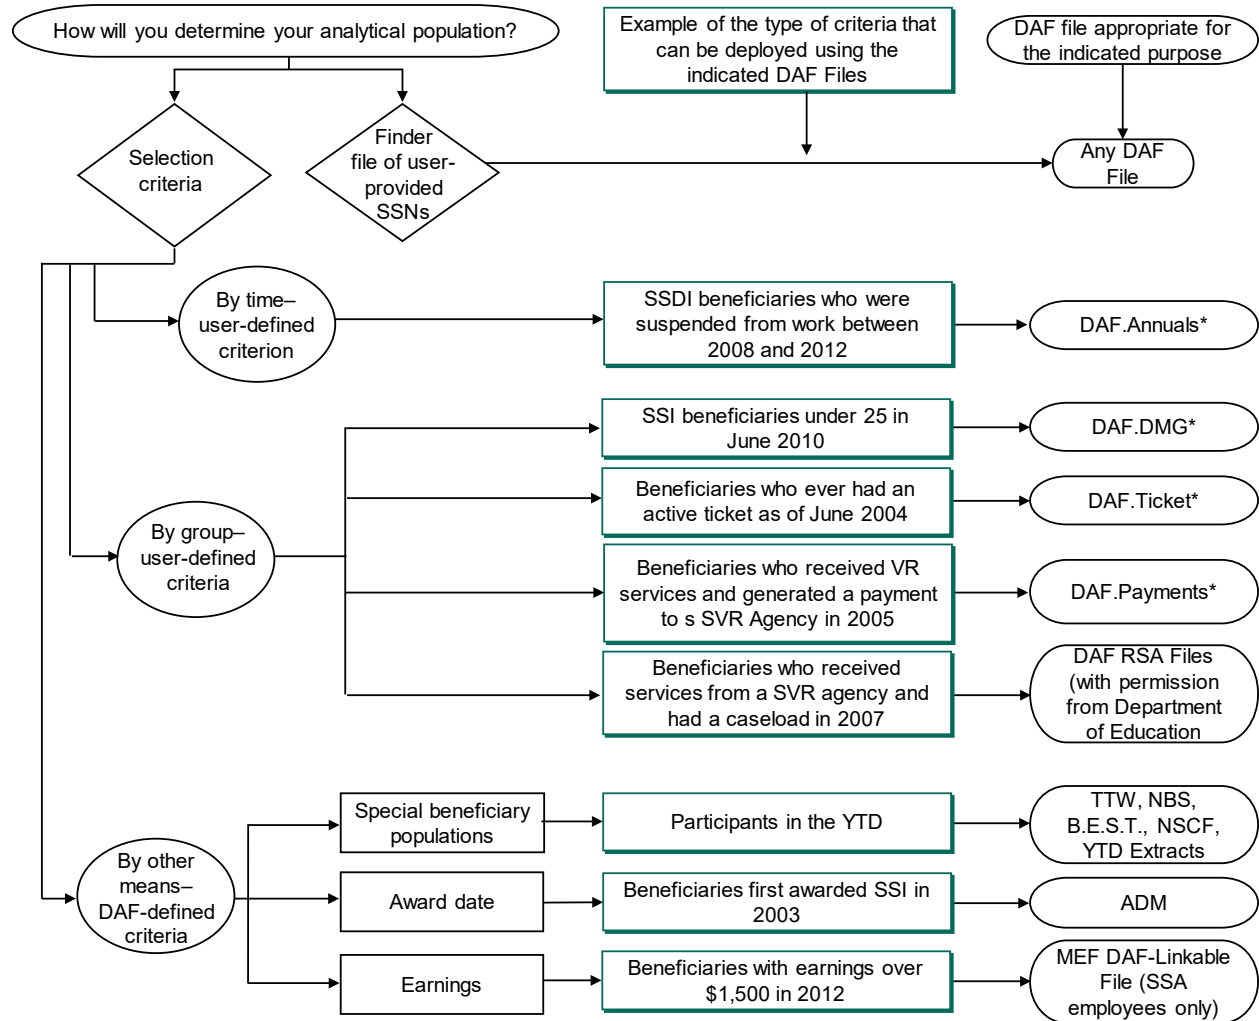 How will you determine your analytical population?
Example of the type of criteria that
can be deployed using the
indicated DAF Files
DAF file appropriate for
the indicated purpose
Selection
criteria
Finder
file of user-
provided
SSNs
Any DAF
File
By time–
user-defined
criterion
SSDI beneficiaries who were
suspended from work between
2008 and 2012
DAF.Annuals*
By group–
user-defined
criteria
SSI beneficiaries under 25 in
June 2010
DAF.DMG*
Beneficiaries who ever had an
active ticket as of June 2004
DAF.Ticket*
Beneficiaries who received VR
services and generated a payment
to s SVR Agency in 2005
DAF.Payments*
Beneficiaries who received
services from a SVR agency and
had a caseload in 2007
DAF RSA Files
(with permission
from Department
of Education
By other
means–
DAF-defined
criteria
Special beneficiary
populations
Participants in the YTD
TTW, NBS,
B.E.S.T., NSCF,
YTD Extracts
Award date
Beneficiaries first awarded SSI in
2003
ADM
Earnings
Beneficiaries with earnings over
$1,500 in 2012
MEF DAF-Linkable
File (SSA
employees only)